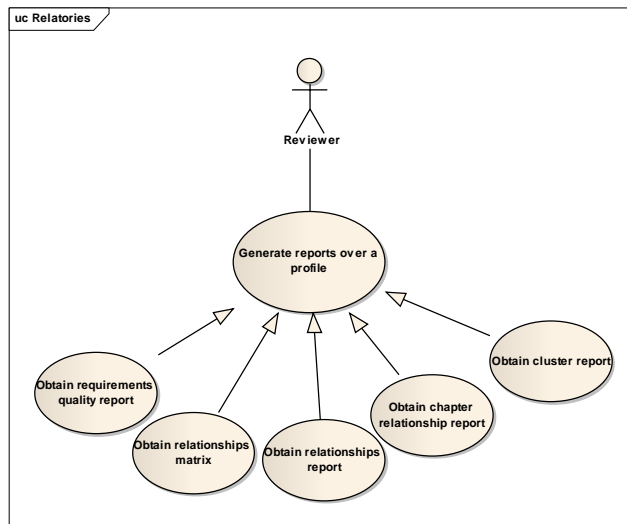 uc Relatories
Reviewer
Generate reports over a
profile
Obtain cluster report
Obtain requirements
quality report
Obtain chapter
relationship report
Obtain relationships
matrix
Obtain relationships
report